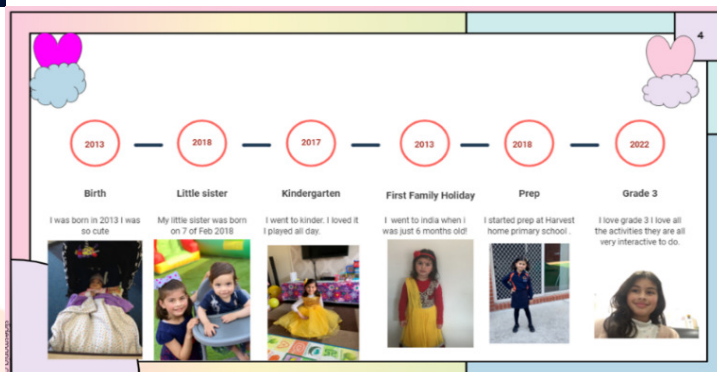 4
2013
2018
2017
2013
2018
2022
Birth
Little sister
Kindergarten
First Family Holiday
Prep
Grade 3
I was born in 2013 I was
so cute
My little sister was born
on 7 of Feb 2018
I went to kinder. I loved it
I played all day.
I went to india when i
was just 6 months old!
I started prep at Harvest
home primary school .
I love grade 3 I love all
the activities they are all
very interactive to do.